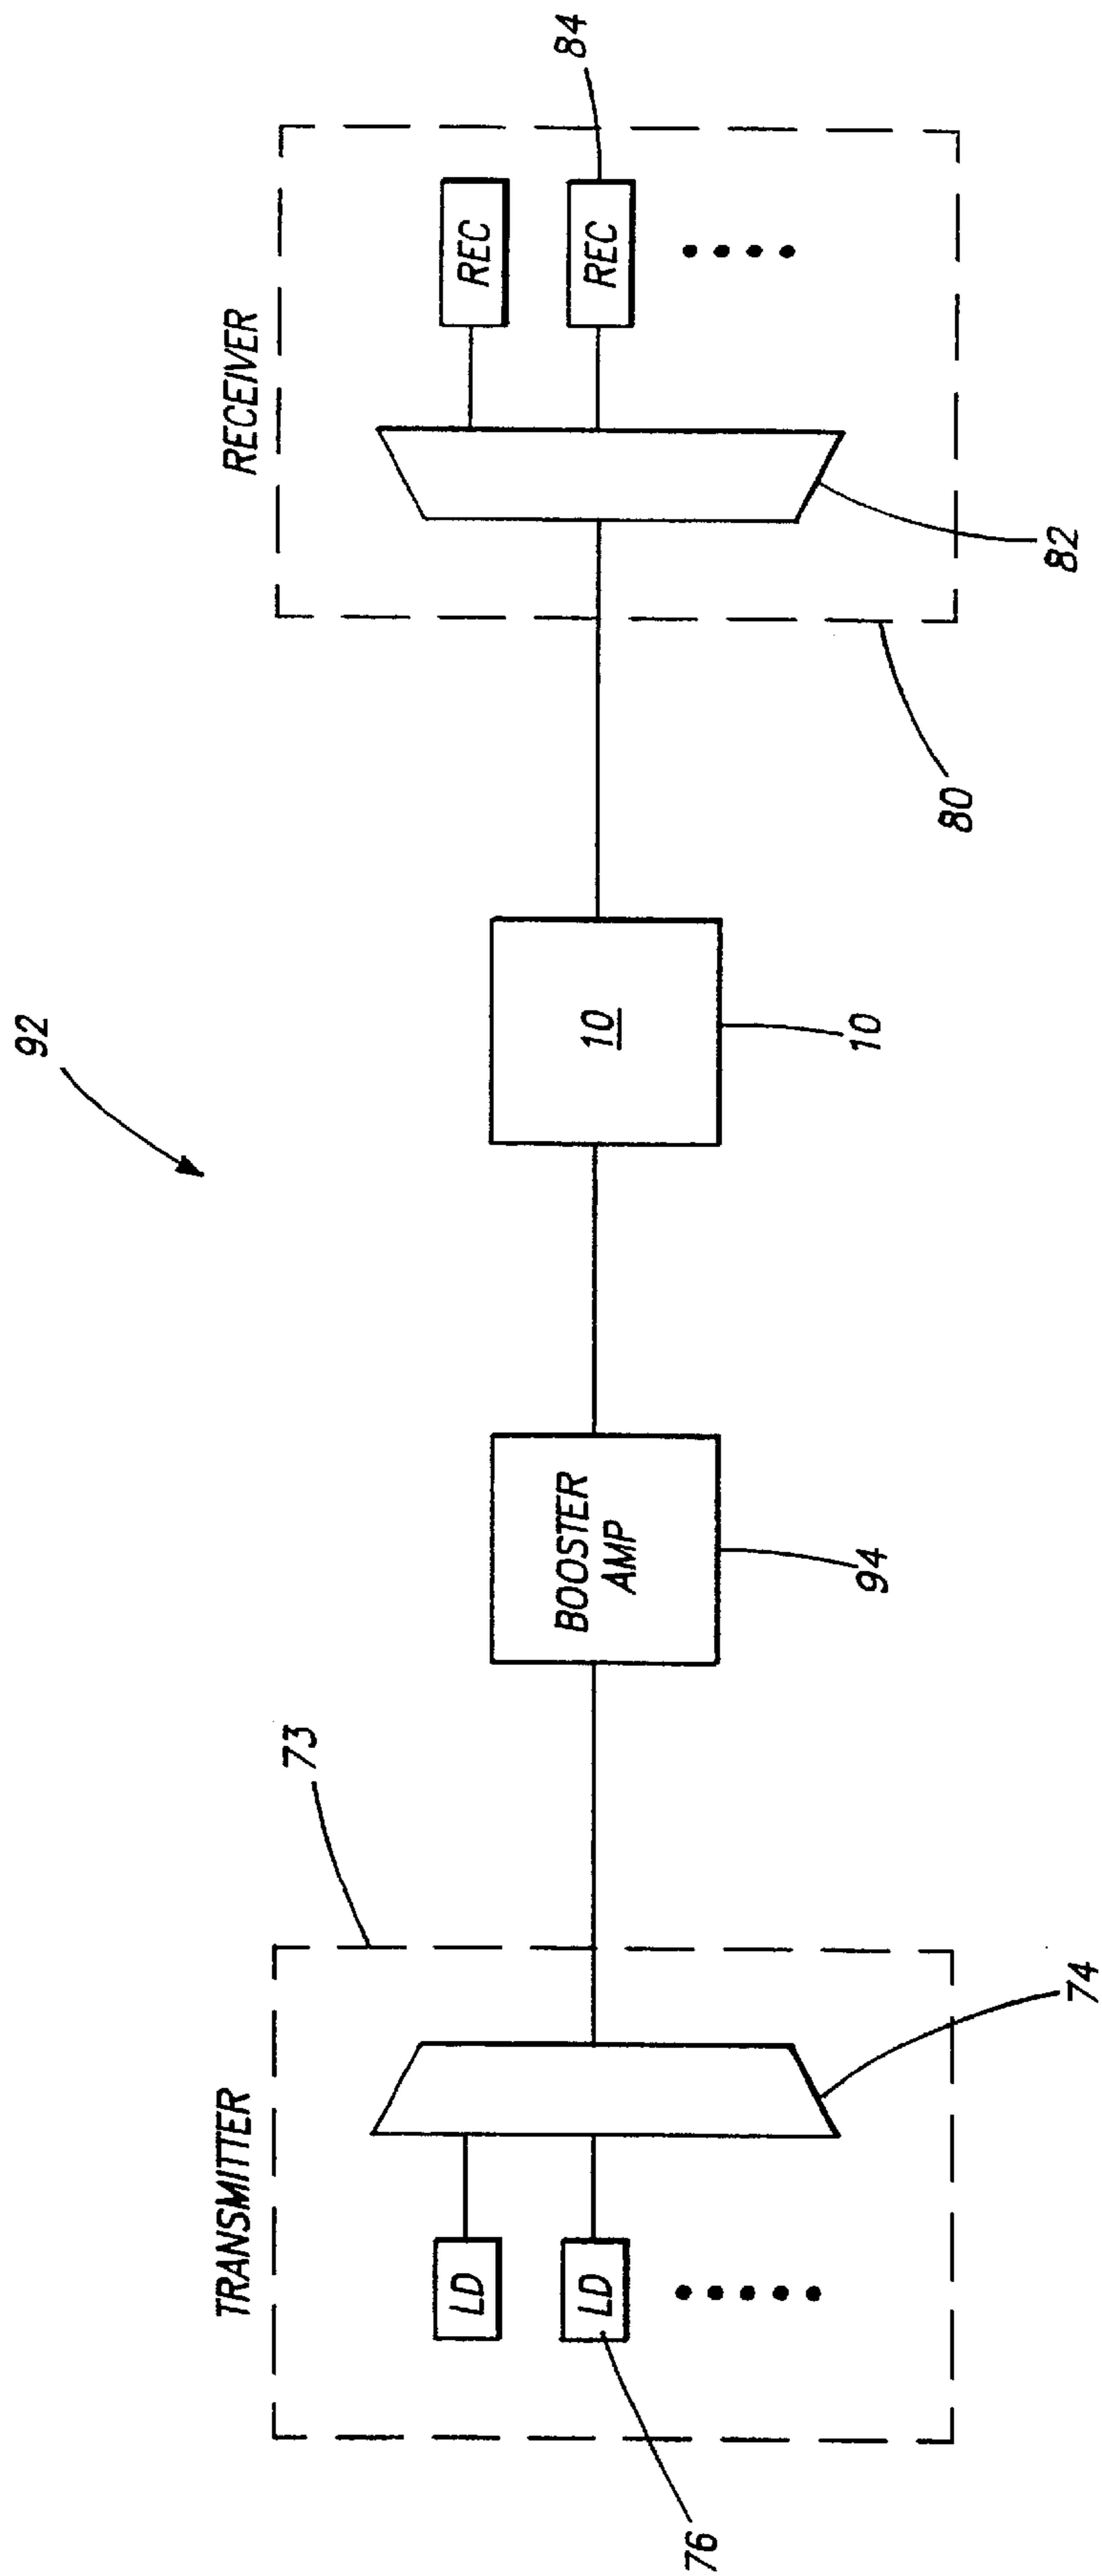 92
TRANSMITTER
73
LD
LD
76
74
BOOSTER
AMP
94
10
10
RECEIVER
REC
REC
84
82
80